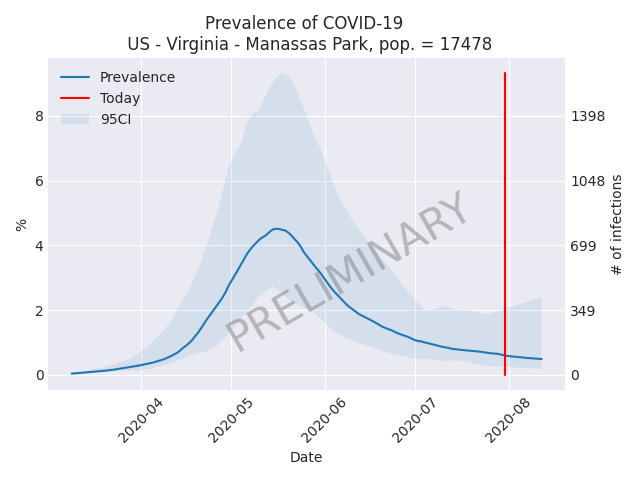 Prevalence of COVID-19
US - Virginia - Manassas Park, pop. = 17478
Prevalence
Today
95CI
8
6
4
2
0
%
1398
1048
699
349
0
# of infections
PRELIMINARY
2020-04
2020-05
2020-06
2020-07
2020-08
Date